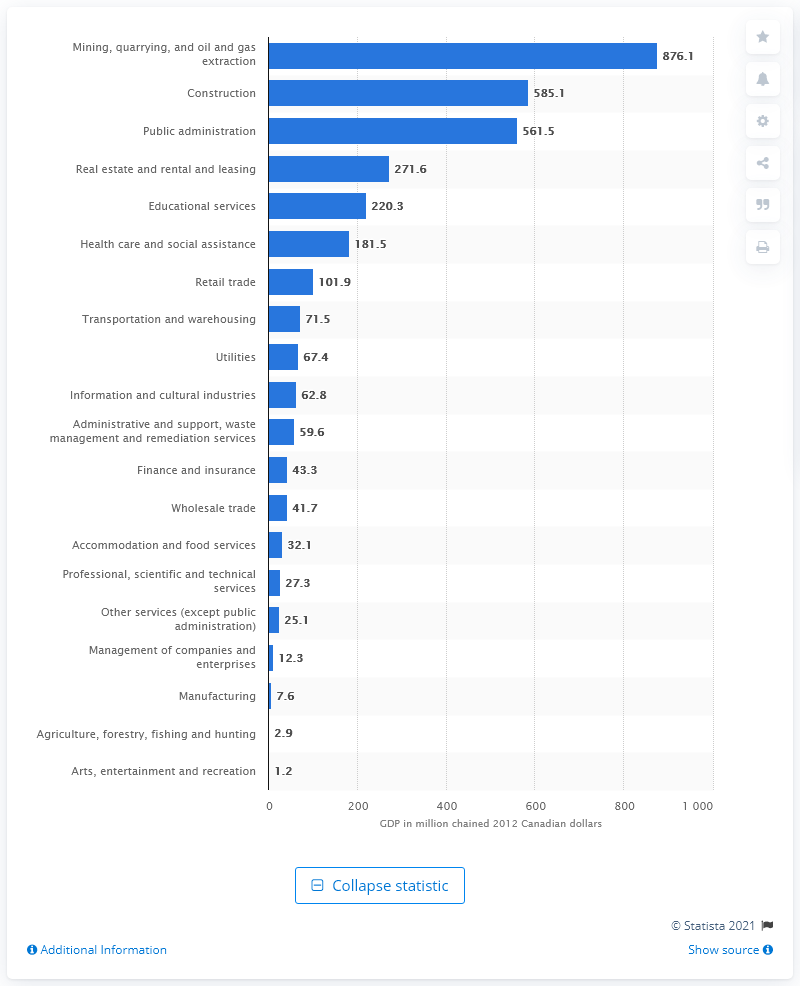 Mining, quarrying, and oil and gas
extraction
876.1
Construction
585.1
Public administration
561.5
Real estate and rental and leasing
271.6
Educational services
220.3
Health care and social assistance
181.5
Retail trade
101.9
Transportation and warehousing
71.5
Utilities
67.4
Information and cultural industries
62.8
Administrative and support, waste
management and remediation services
59.6
Finance and insurance
43.3
Wholesale trade
41.7
Accommodation and food services
32.1
Professional, scientific and technical
services
27.3
Other services (except public
administration)
25.1
Management of companies and
enterprises
12.3
Manufacturing
7.6
Agriculture, forestry, fishing and hunting
2.9
Arts, entertainment and recreation
1.2
0 200 400 600 800 1 000
GDP in million chained 2012 Canadian dollars
Collapse statistic
© Statista 2021
Additional Information
Show source